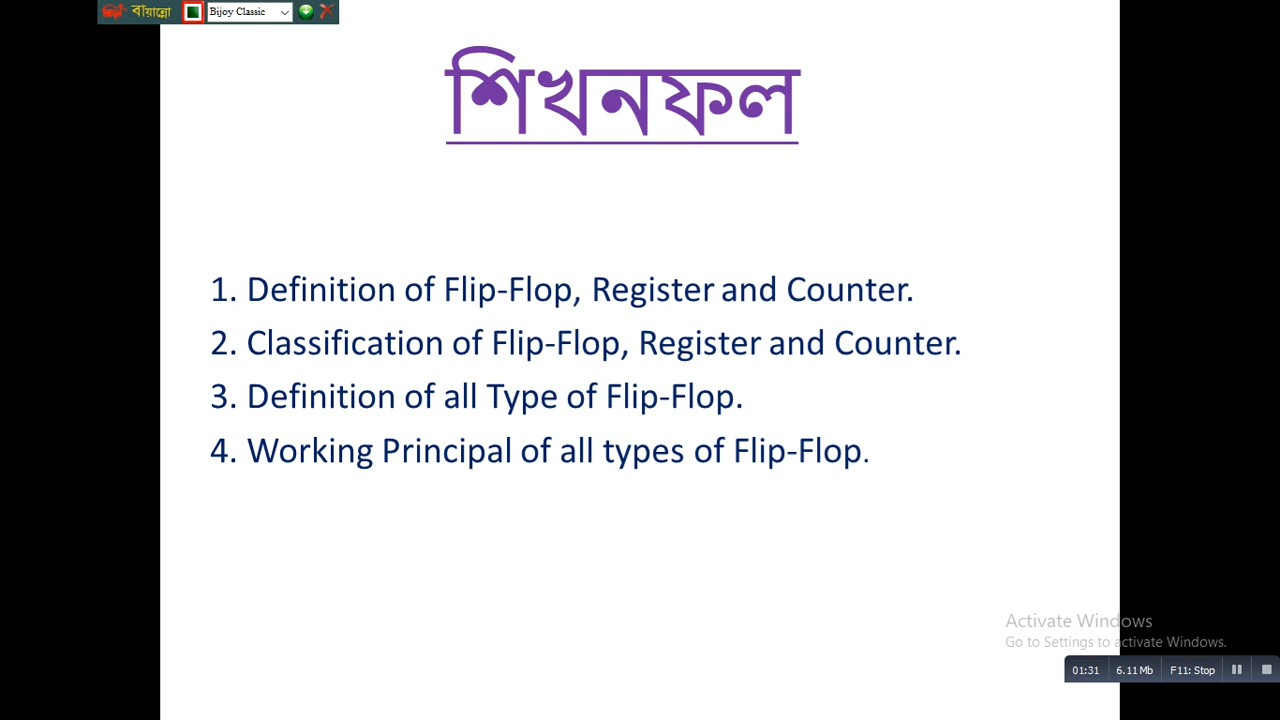 বায়ান্নো Bijoy Classic
শিখনফল
1. Definition of Flip-Flop, Register and Counter.
2. Classification of Flip-Flop, Register and Counter.
3. Definition of all Type of Flip-Flop.
4. Working Principal of all types of Flip-Flop.
Activate Windows
Go to Settings to activate Windows.
01:31 6.11Mb F11: Stop